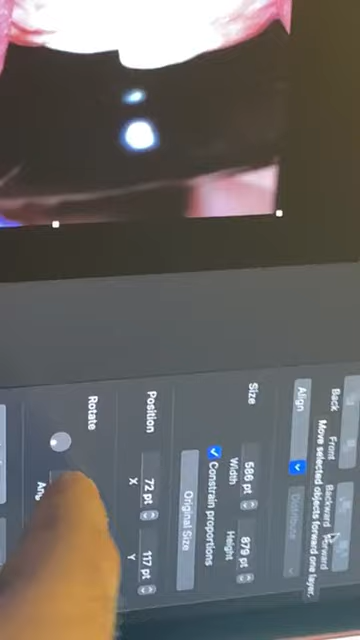 Back Front Backward Forward
Move selected objects forward one layer.
Align Distribute
Size 586 pt 879 pt
Width Height
Constrain proportions
Original Size
Position 72 pt 117 pt
X Y
Rotate